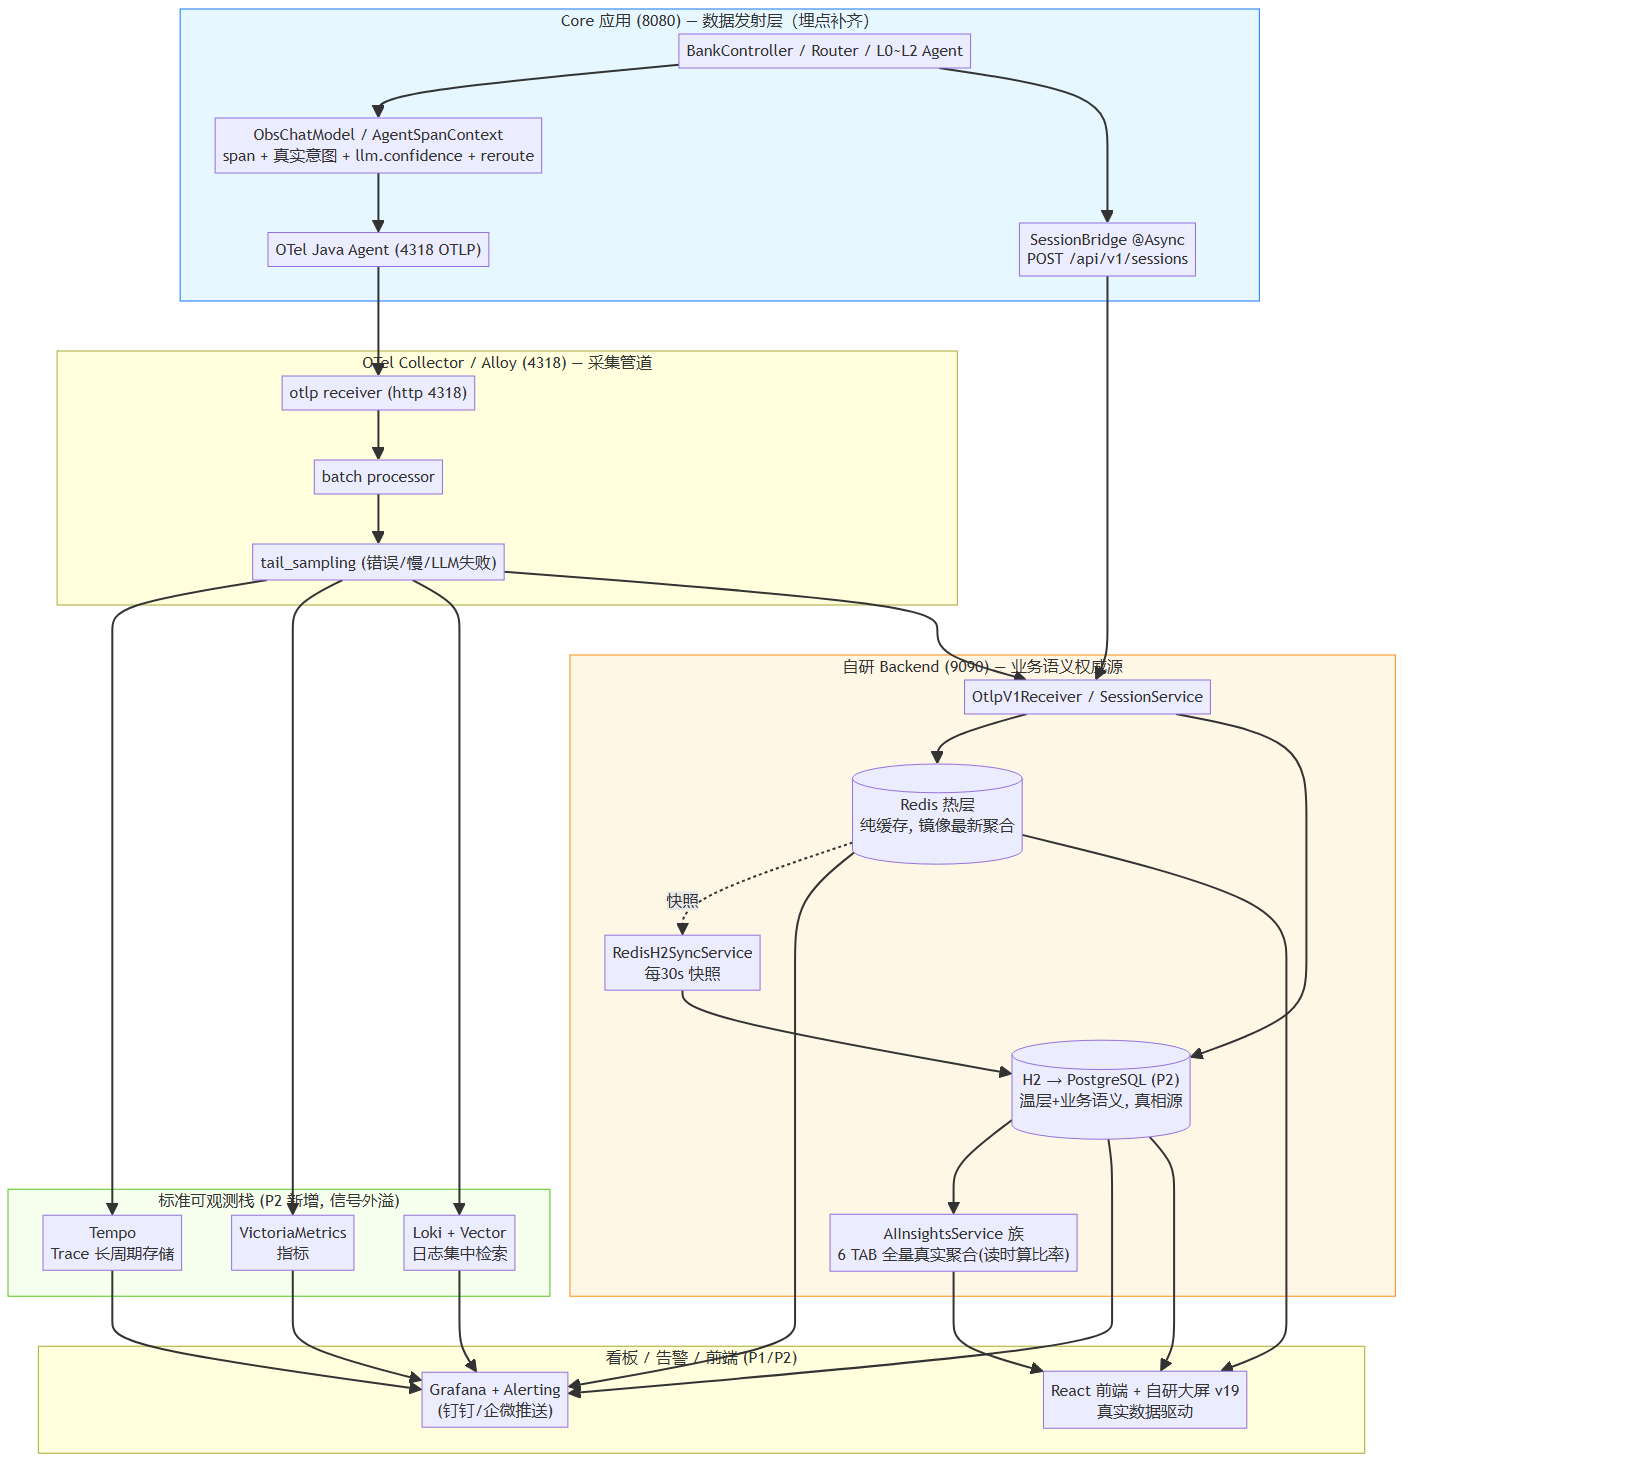 Core 应用 (8080) — 数据发射层（埋点补齐）
BankController / Router / L0~L2 Agent
ObsChatModel / AgentSpanContext
span + 真实意图 + llm.confidence + reroute
OTel Java Agent (4318 OTLP)
SessionBridge @Async
POST /api/v1/sessions
OTel Collector / Alloy (4318) — 采集管道
otlp receiver (http 4318)
batch processor
tail_sampling (错误/慢/LLM失败)
自研 Backend (9090) — 业务语义权威源
OtlpV1Receiver / SessionService
Redis 热层
纯缓存, 镜像最新聚合
快照
RedisH2SyncService
每30s 快照
H2 → PostgreSQL (P2)
温层+业务语义, 真相源
AIInsightsService 族
6 TAB 全量真实聚合(读时算比率)
标准可观测栈 (P2 新增, 信号外溢)
Tempo
Trace 长周期存储
VictoriaMetrics
指标
Loki + Vector
日志集中检索
看板 / 告警 / 前端 (P1/P2)
Grafana + Alerting
(钉钉/企微推送)
React 前端 + 自研大屏 v19
真实数据驱动